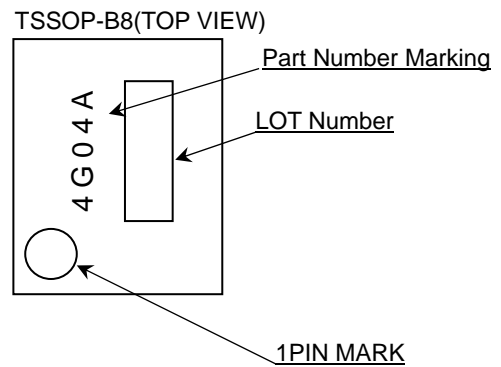 TSSOP-B8(TOP VIEW)
Part Number Marking
LOT Number
4G04A
1PIN MARK